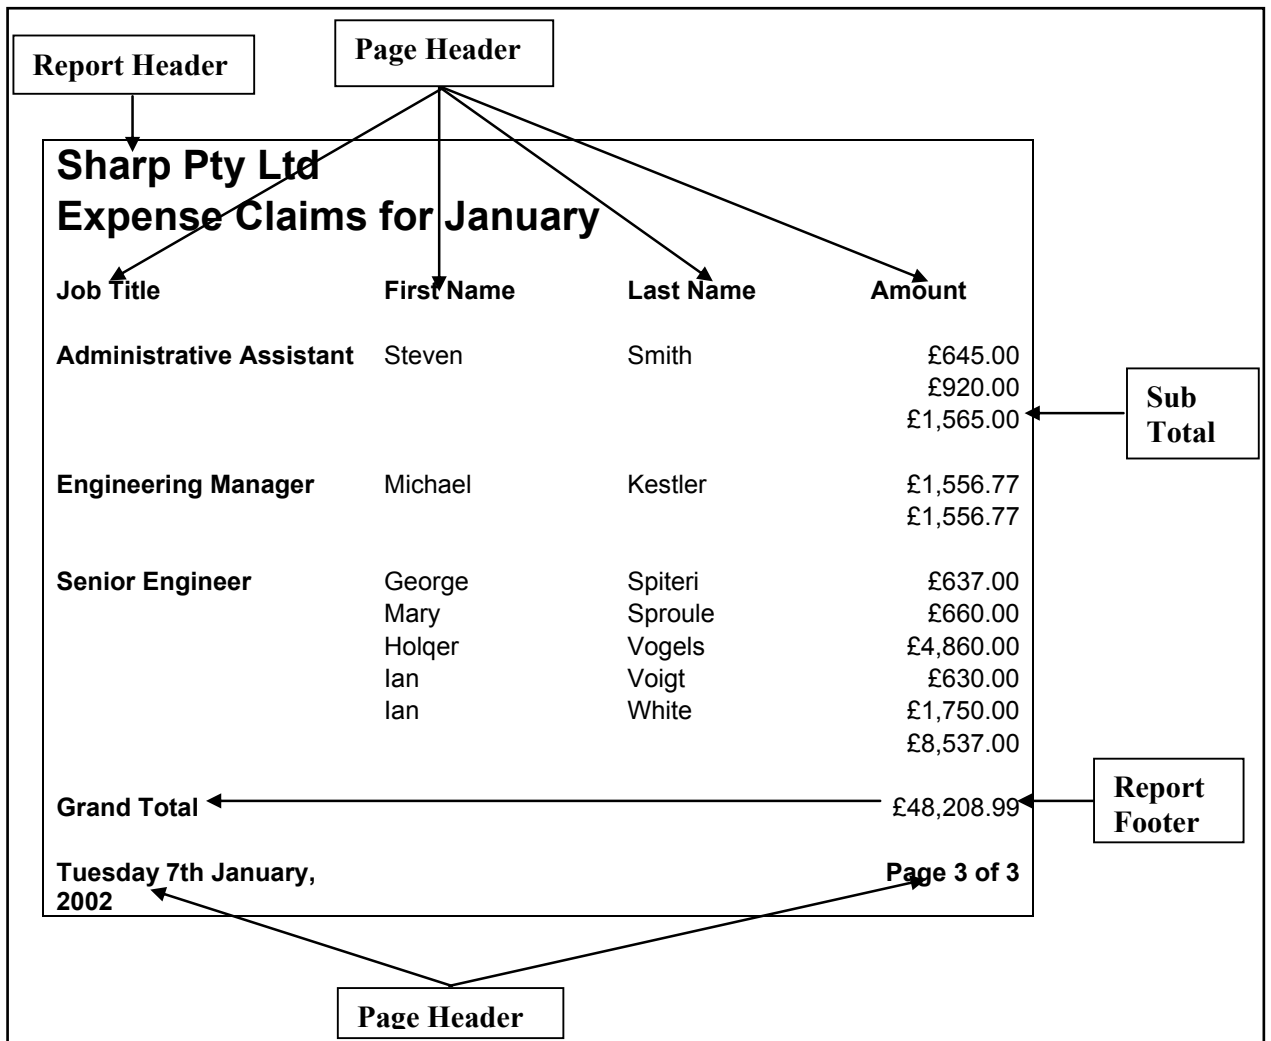 Report Header
Page Header
Sharp Pty Ltd
Expense Claims for January
Job Title First Name Last Name Amount
Administrative Assistant Steven Smith £645.00
£920.00
£1,565.00
Sub
Total
Engineering Manager Michael Kestler £1,556.77
£1,556.77
Senior Engineer George Spiteri £637.00
Mary Sproule £660.00
Holqer Vogels £4,860.00
Ian Voigt £630.00
Ian White £1,750.00
£8,537.00
Grand Total £48,208.99
Report
Footer
Tuesday 7th January, Page 3 of 3
2002
Page Header